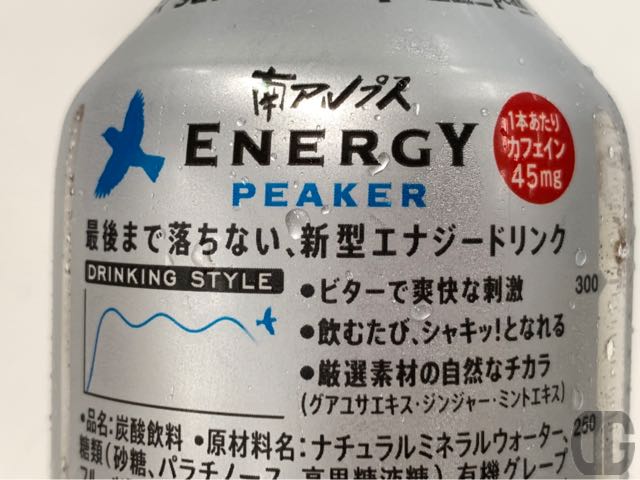 南アルプス
ENERGY
PEAKER
1本あたり
カフェイン
45mg
最後まで落ちない、新型エナジードリンク
DRINKING STYLE
•ビターで爽快な刺激
•飲むたび、シャキッ!となれる
•厳選素材の自然なチカラ
(グアユサエキス・ジンジャー・ミントエキス)
300
250
•品名:炭酸飲料 •原材料名:ナチュラルミネラルウォーター、
糖類(砂糖、パラチノース、高果糖液糖)、有機グレープ